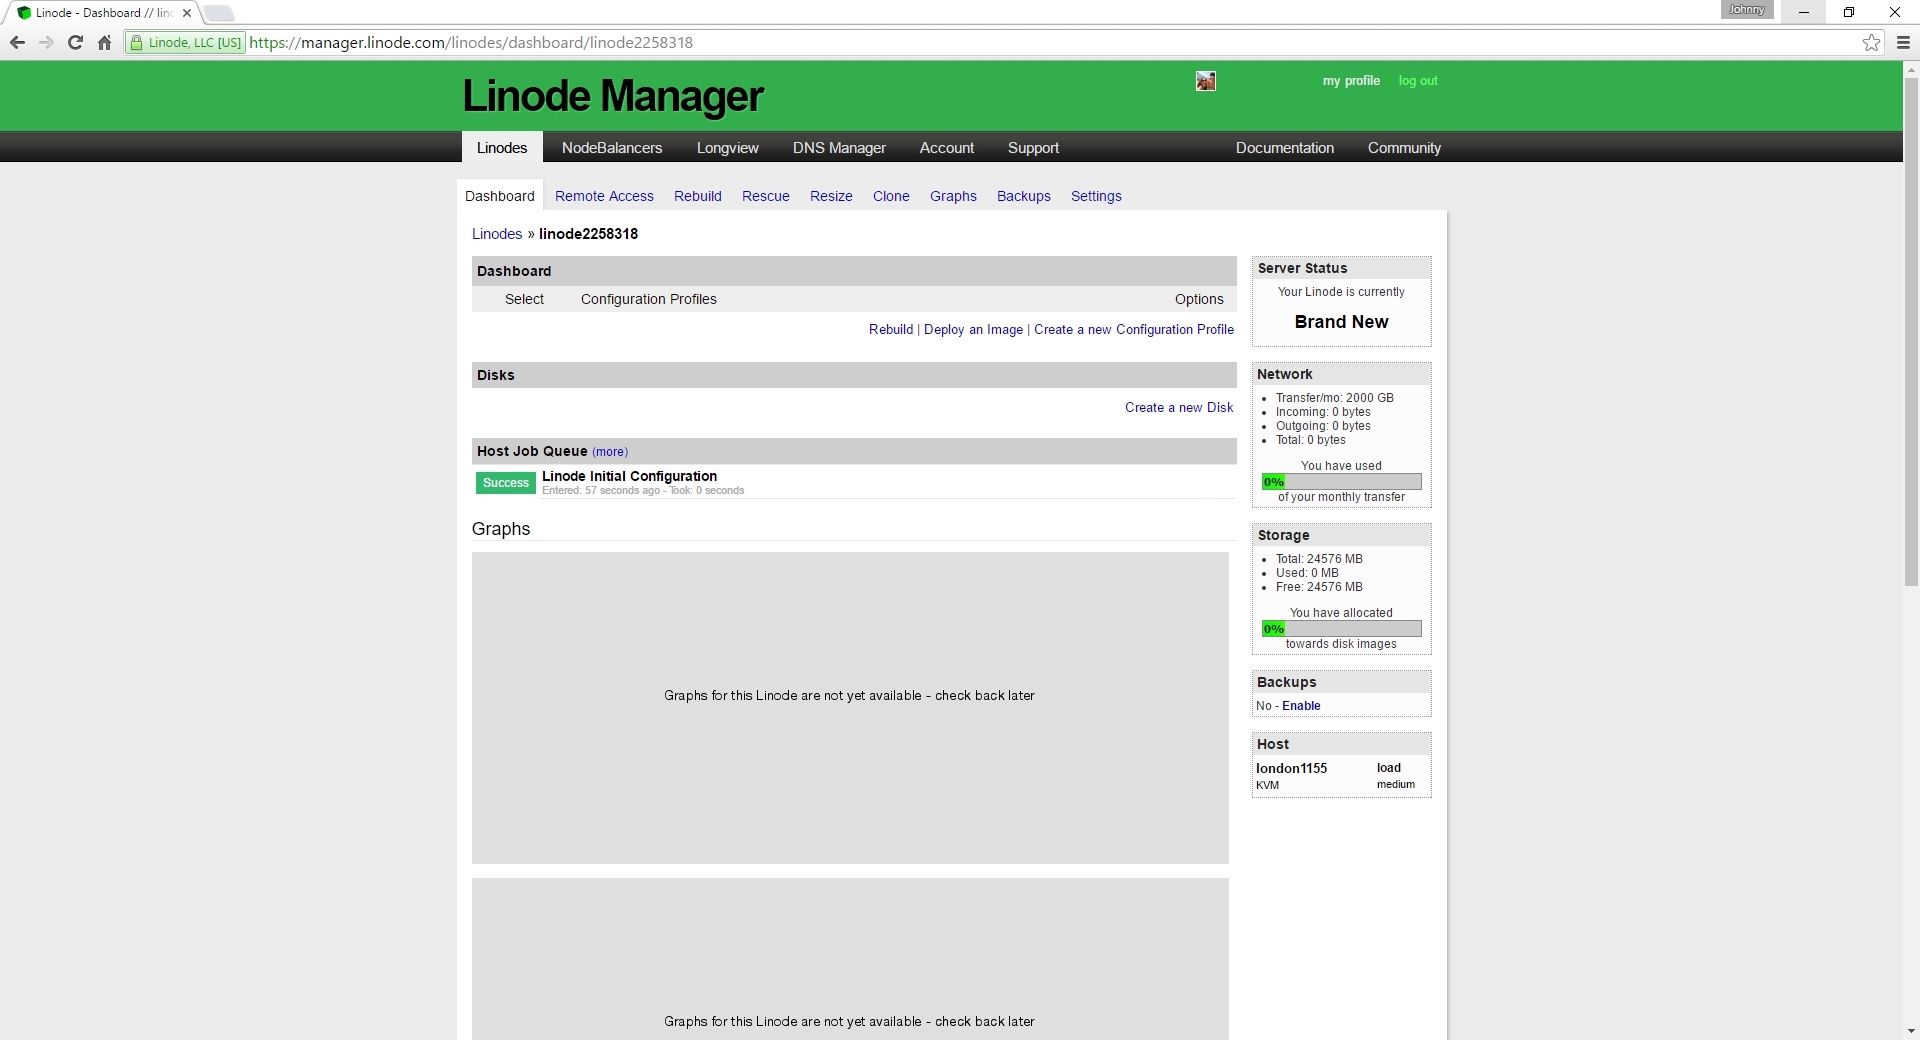 Linode - Dashboard // lin
Johnny
Linode, LLC [US] https://manager.linode.com/linodes/dashboard/linode2258318
Linode Manager
my profile log out
Linodes NodeBalancers Longview DNS Manager Account Support Documentation Community
Dashboard Remote Access Rebuild Rescue Resize Clone Graphs Backups Settings
Linodes » linode2258318
Dashboard
Select Configuration Profiles Options
Rebuild | Deploy an Image | Create a new Configuration Profile
Disks
Create a new Disk
Host Job Queue (more)
Success
Linode Initial Configuration
Entered: 57 seconds ago - Took: 0 seconds
Graphs
Graphs for this Linode are not yet available - check back later
Graphs for this Linode are not yet available - check back later
Server Status
Your Linode is currently
Brand New
Network
Transfer/mo: 2000 GB
Incoming: 0 bytes
Outgoing: 0 bytes
Total: 0 bytes
You have used
0%
of your monthly transfer
Storage
Total: 24576 MB
Used: 0 MB
Free: 24576 MB
You have allocated
0%
towards disk images
Backups
No - Enable
Host
london1155 load
KVM medium